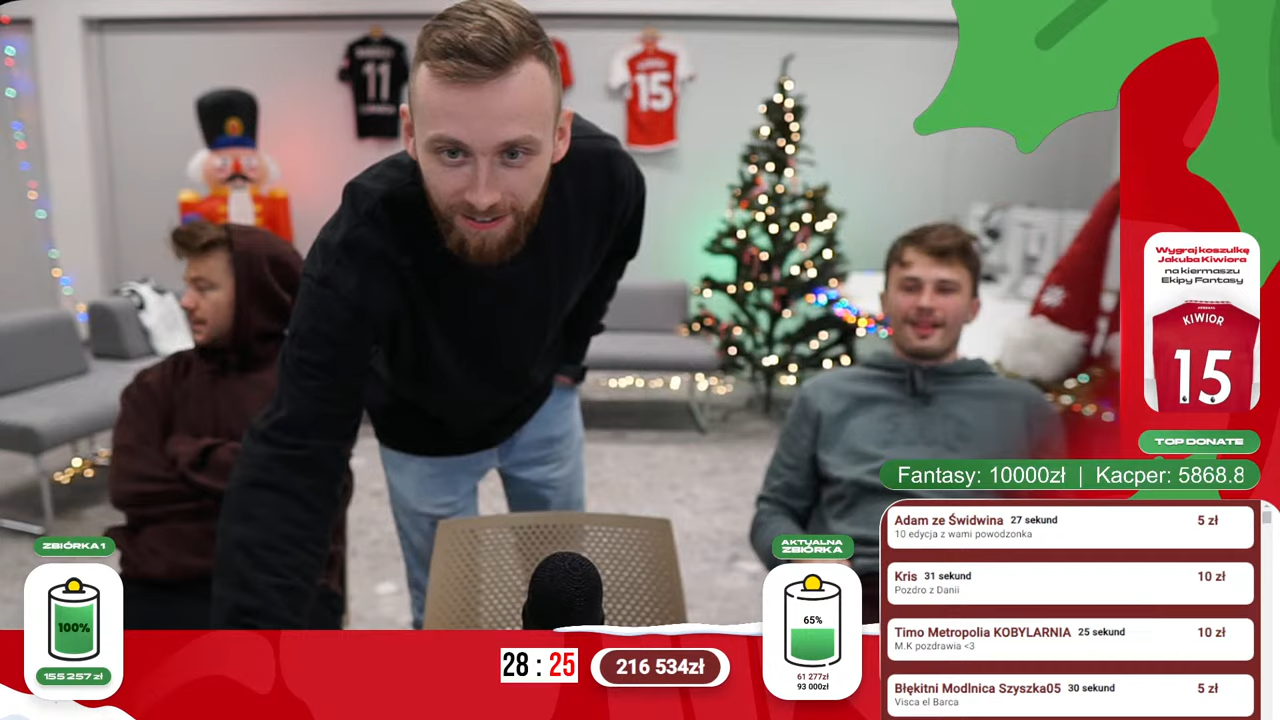 11
15
Wygraj koszulkę
Jakuba Kiwiora
na kiermaszu
Ekipy Fantasy
KIWIOR
15
TOP DONATE
Fantasy: 10000zł | Kacper: 5868.8
Adam ze Świdwina 27 sekund 5 zł
10 edycja z wami powodzonka
Kris 31 sekund 10 zł
Pozdro z Danii
Timo Metropolia KOBYLARNIA 25 sekund 10 zł
M.K pozdrawia <3
Błękitni Modlnica Szyszka05 30 sekund 5 zł
Visca el Barca
ZBIÓRKA 1
100%
155 257 zł
28 : 25
216 534zł
AKTUALNA
ZBIÓRKA
65%
61 277zł
93 000zł